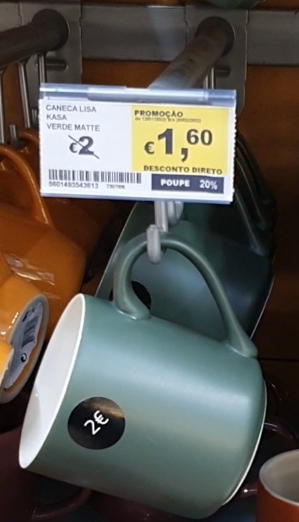 CANECA LISA
KASA
VERDE MATTE
€2
5601493543613
PROMOÇÃO
€1,60
DESCONTO DIRETO
POUPE 20%
2€